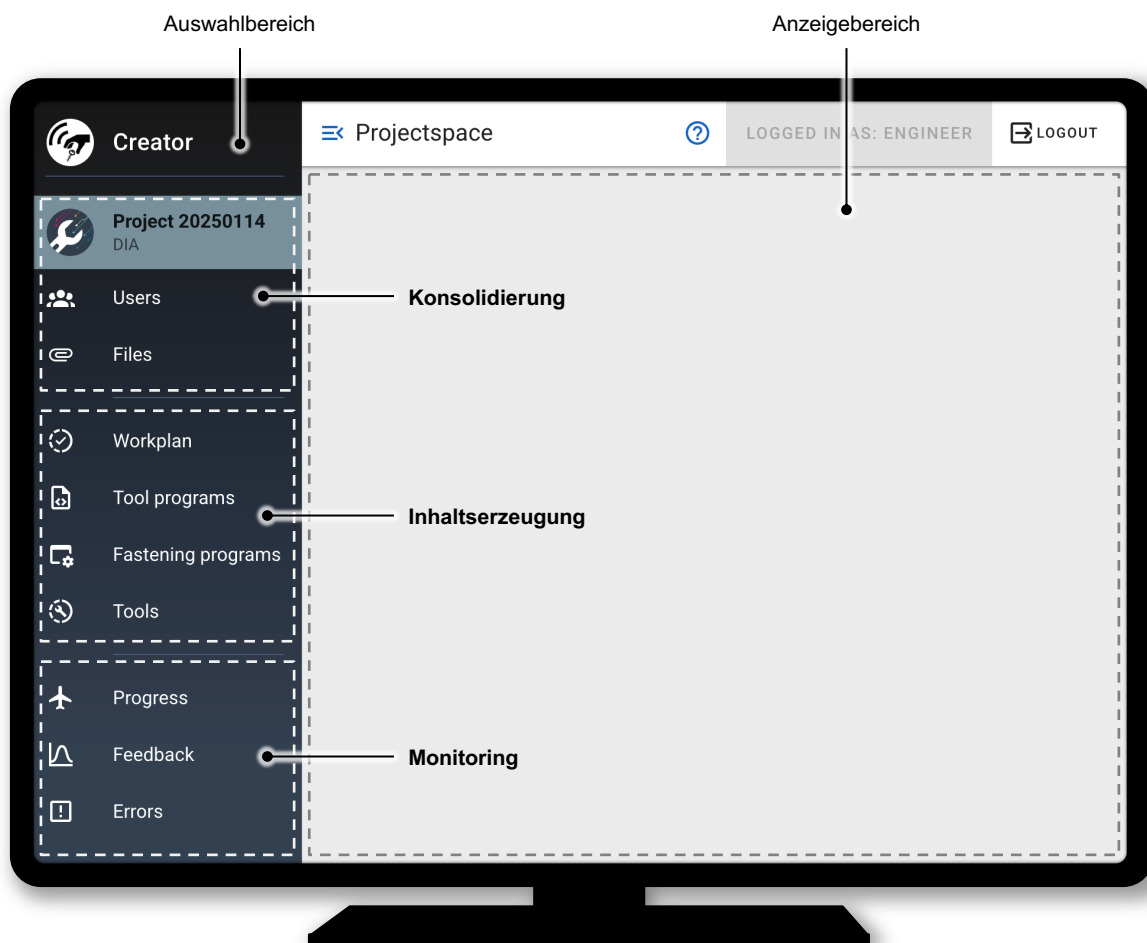 Auswahlbereich
Anzeigebereich
Creator
Projectspace
LOGGED IN AS: ENGINEER
LOGOUT
Project 20250114
DIA
Users
Konsolidierung
Files
Workplan
Tool programs
Inhaltserzeugung
Fastening programs
Tools
Progress
Feedback
Monitoring
Errors